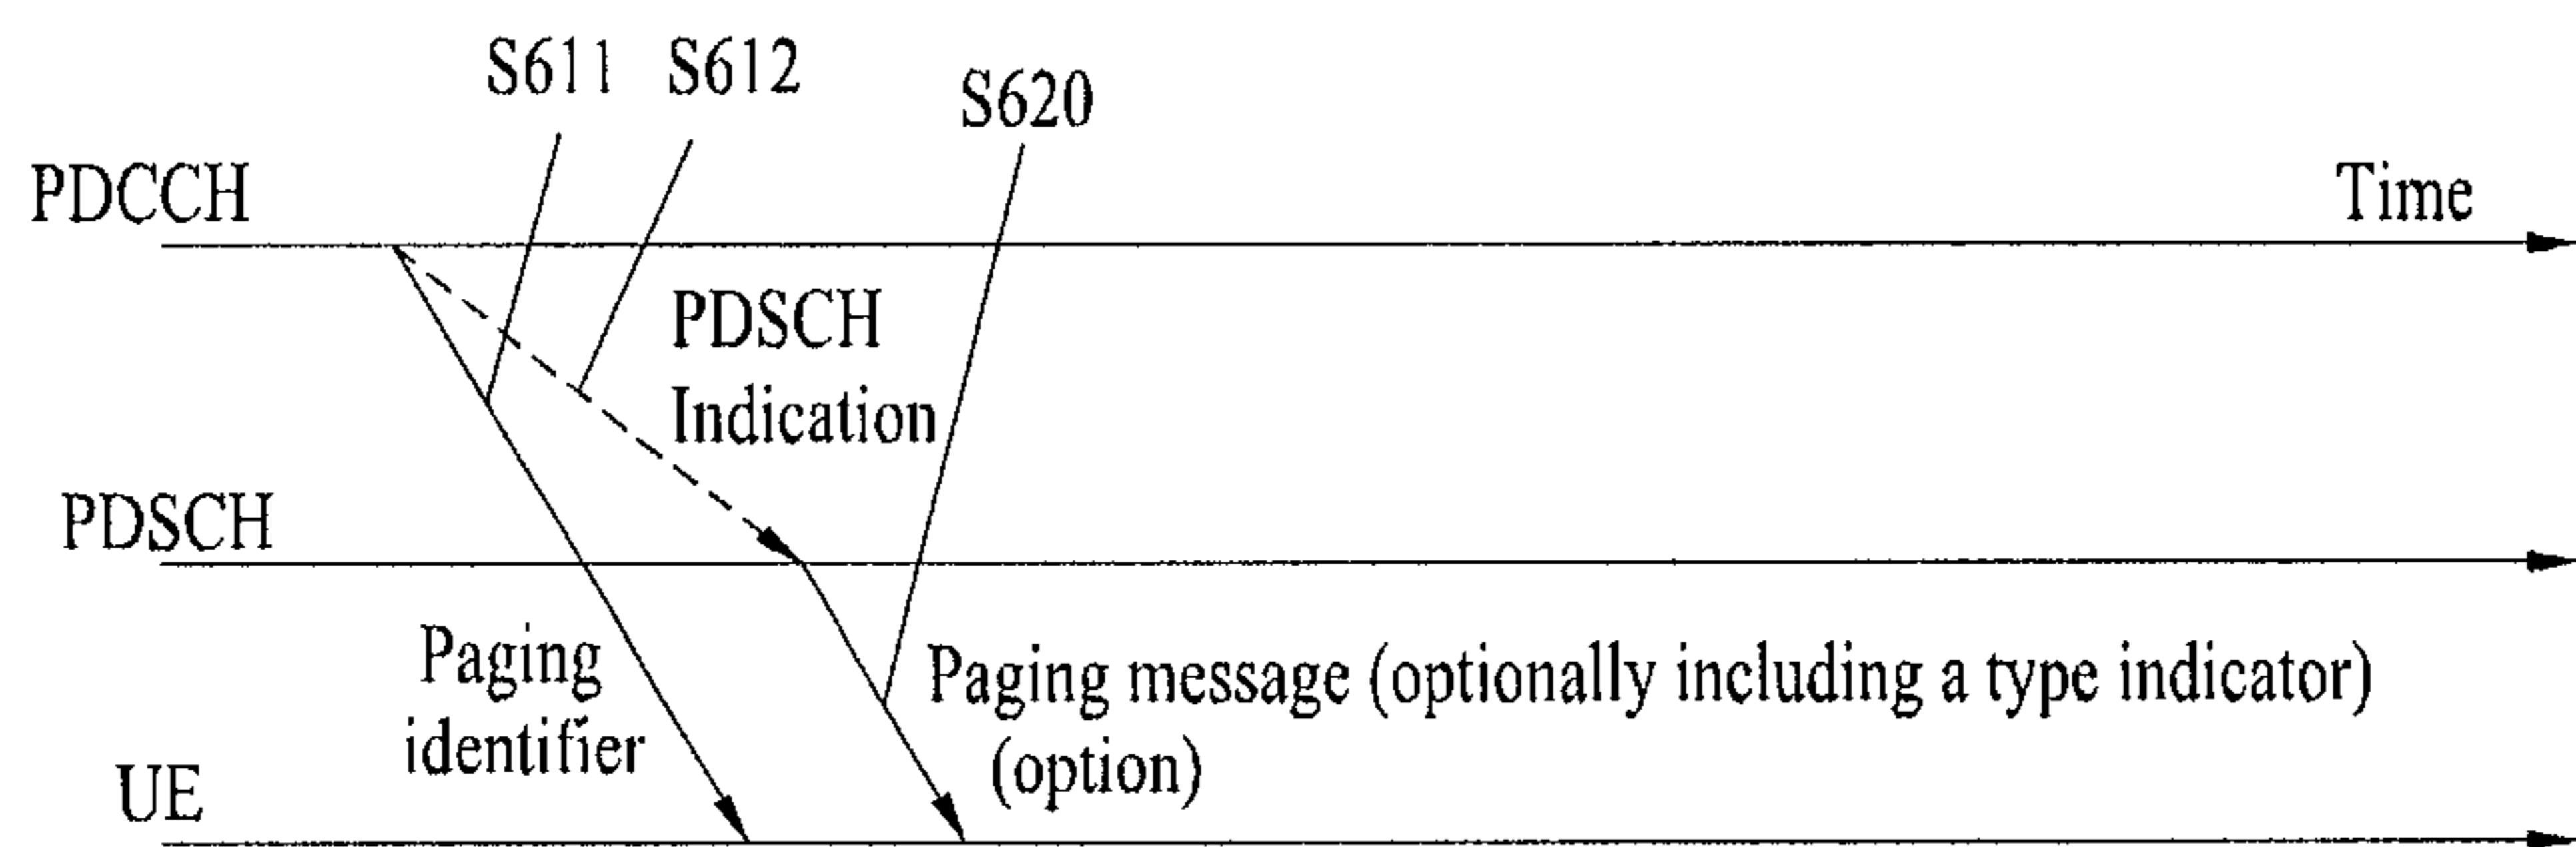 S611 S612 S620
PDCCH
Time
PDSCH
Indication
PDSCH
Paging
identifier
Paging message (optionally including a type indicator)
(option)
UE